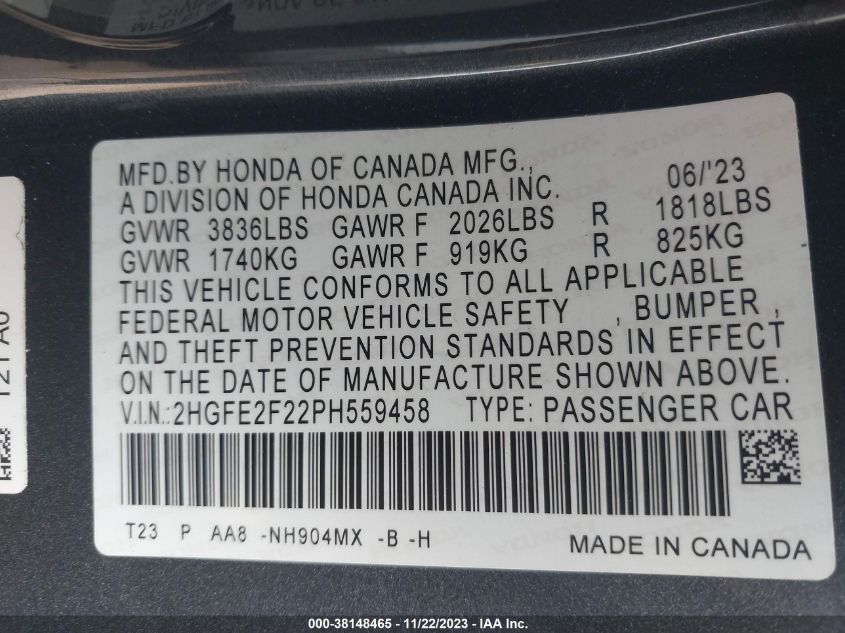 MFD.BY HONDA OF CANADA MFG., 06/'23
A DIVISION OF HONDA CANADA INC.
GVWR 3836LBS GAWR F 2026LBS R 1818LBS
GVWR 1740KG GAWR F 919KG R 825KG
THIS VEHICLE CONFORMS TO ALL APPLICABLE
FEDERAL MOTOR VEHICLE SAFETY , BUMPER ,
AND THEFT PREVENTION STANDARDS IN EFFECT
ON THE DATE OF MANUFACTURE SHOWN ABOVE.
V.I.N.:2HGFE2F22PH559458 TYPE: PASSENGER CAR
T23 P AA8 -NH904MX -B -H
MADE IN CANADA
000-38148465 - 11/22/2023 - IAA Inc.